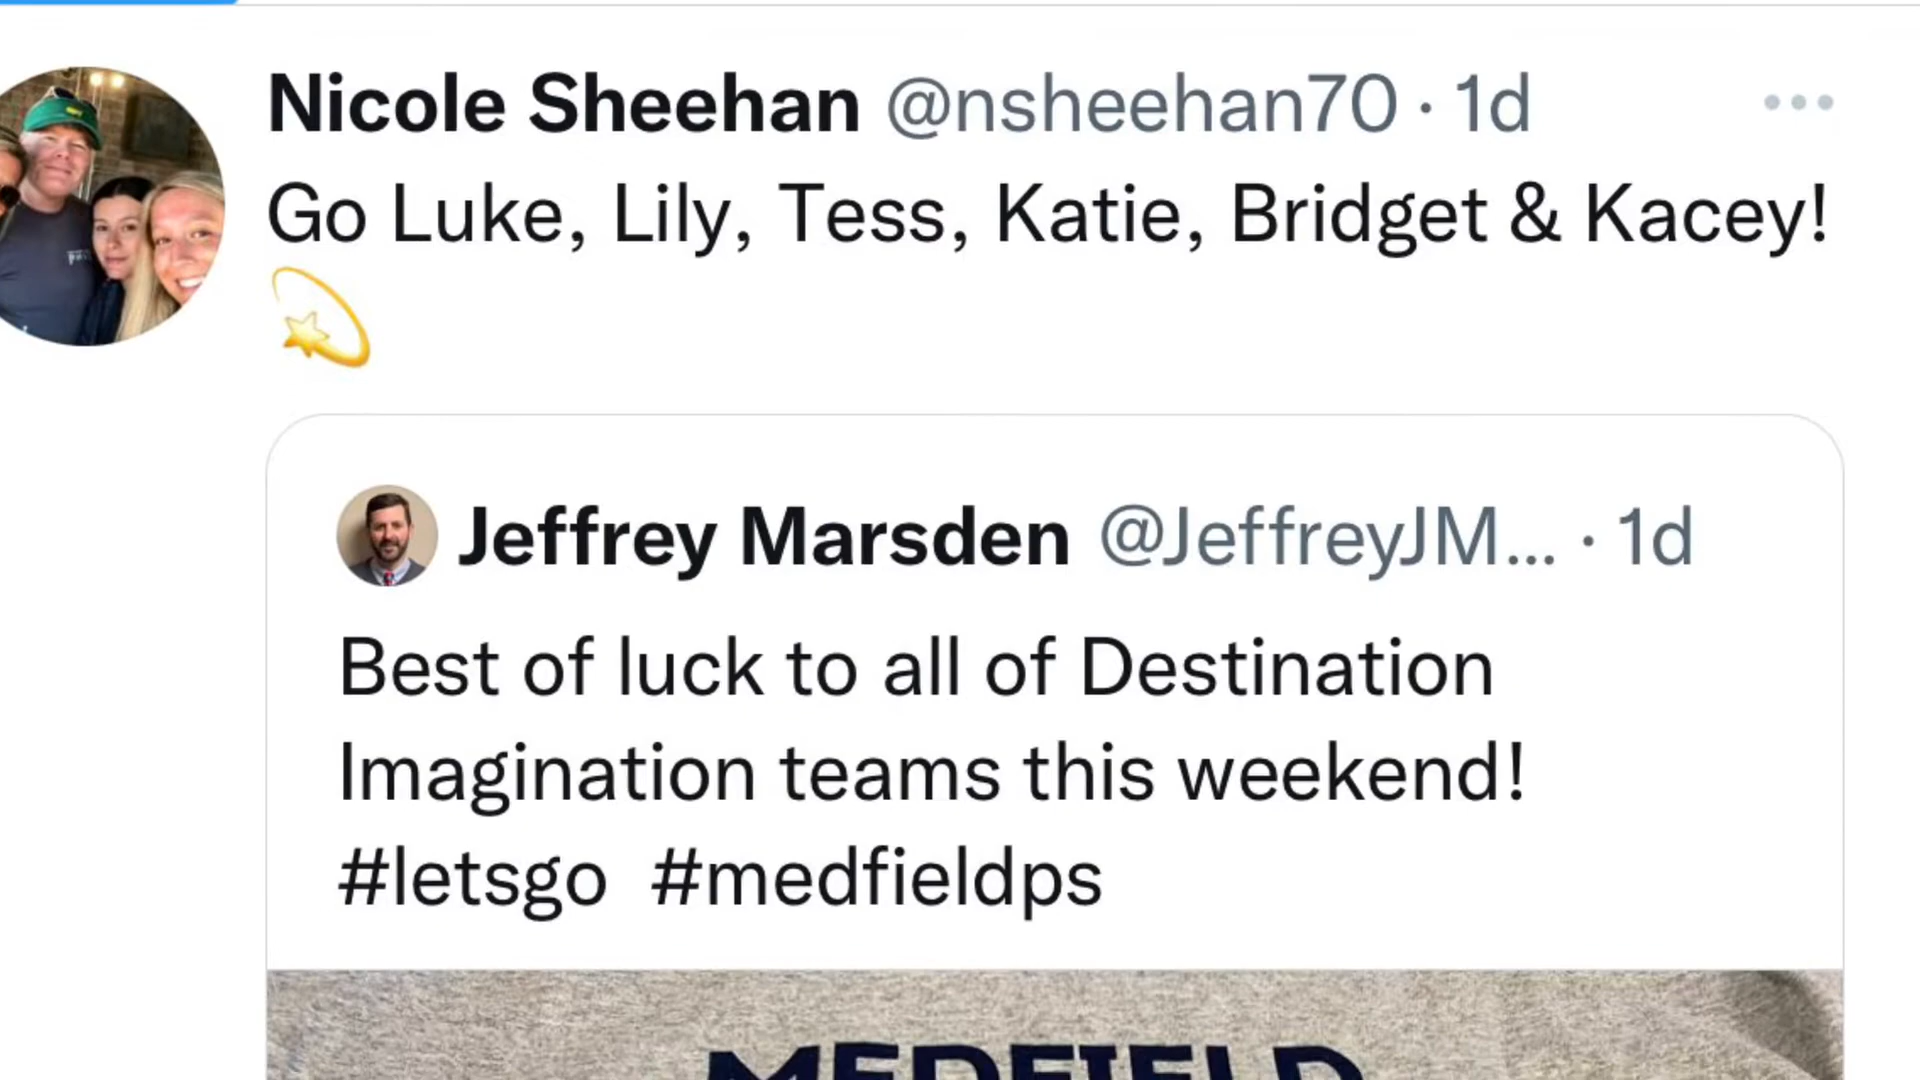 Nicole Sheehan @nsheehan70 · 1d
Go Luke, Lily, Tess, Katie, Bridget & Kacey!
💫
Jeffrey Marsden @JeffreyJM... · 1d
Best of luck to all of Destination
Imagination teams this weekend!
#letsgo #medfieldps
MEDFIELD